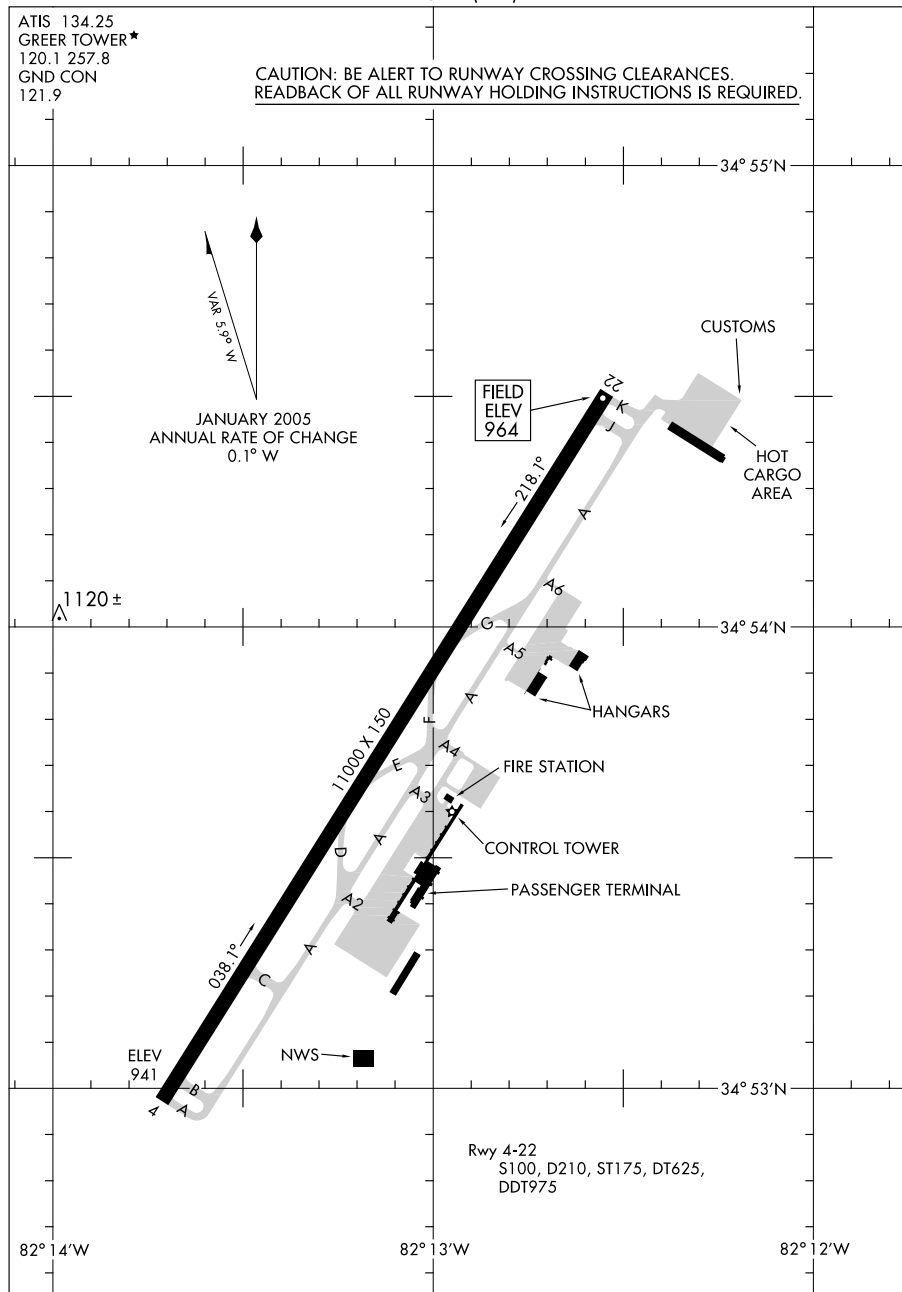 ATIS 134.25
GREER TOWER★
120.1 257.8
GND CON
121.9
CAUTION: BE ALERT TO RUNWAY CROSSING CLEARANCES.
READBACK OF ALL RUNWAY HOLDING INSTRUCTIONS IS REQUIRED.
34° 55'N
VAR 5.9° W
JANUARY 2005
ANNUAL RATE OF CHANGE
0.1° W
CUSTOMS
FIELD
ELEV
964
22
K
J
HOT
CARGO
AREA
218.1°
A
A6
1120 ±
34° 54'N
G
A5
A
HANGARS
F
11000 X 150
A4
E
FIRE STATION
A3
A
CONTROL TOWER
D
PASSENGER TERMINAL
A2
038.1°
A
C
ELEV
941
NWS
34° 53'N
B
4
A
Rwy 4-22
S100, D210, ST175, DT625,
DDT975
82° 14'W
82° 13'W
82° 12'W